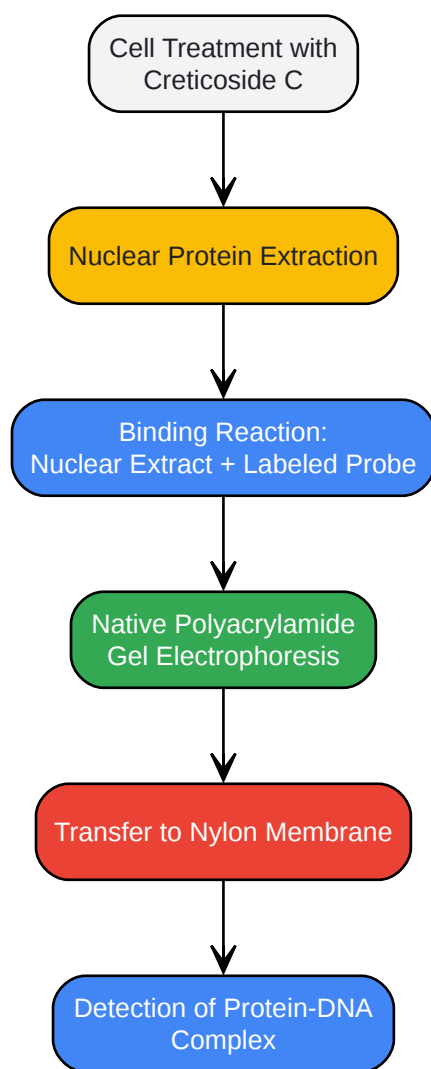 Cell Treatment with
Creticoside C
Nuclear Protein Extraction
Binding Reaction:
Nuclear Extract + Labeled Probe
Native Polyacrylamide
Gel Electrophoresis
Transfer to Nylon Membrane
Detection of Protein-DNA
Complex